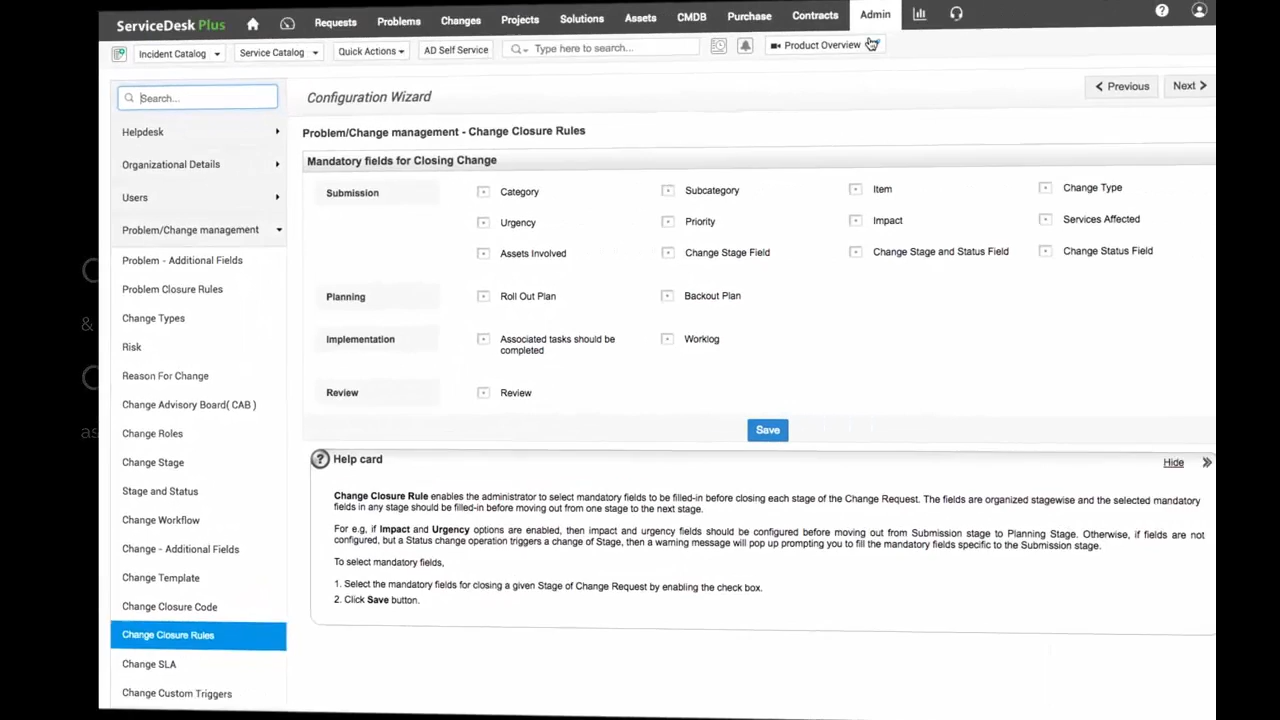 ServiceDesk Plus
Requests Problems Changes Projects Solutions Assets CMDB Purchase Contracts Admin
Incident Catalog Service Catalog Quick Actions AD Self Service Type here to search... Product Overview
Search...
Configuration Wizard
Previous Next
Helpdesk
Organizational Details
Users
Problem/Change management
Problem - Additional Fields
Problem Closure Rules
Change Types
Risk
Reason For Change
Change Advisory Board( CAB )
Change Roles
Change Stage
Stage and Status
Change Workflow
Change - Additional Fields
Change Template
Change Closure Code
Change Closure Rules
Change SLA
Change Custom Triggers
Problem/Change management - Change Closure Rules
Mandatory fields for Closing Change
Submission Category Subcategory Item Change Type
Urgency Priority Impact Services Affected
Assets Involved Change Stage Field Change Stage and Status Field Change Status Field
Planning Roll Out Plan Backout Plan
Implementation Associated tasks should be Worklog
completed
Review Review
Save
? Help card Hide
Change Closure Rule enables the administrator to select mandatory fields to be filled-in before closing each stage of the Change Request. The fields are organized stagewise and the selected mandatory
fields in any stage should be filled-in before moving out from one stage to the next stage.
For e.g, if Impact and Urgency options are enabled, then impact and urgency fields should be configured before moving out from Submission stage to Planning Stage. Otherwise, if fields are not
configured, but a Status change operation triggers a change of Stage, then a warning message will pop up prompting you to fill the mandatory fields specific to the Submission stage.
To select mandatory fields,
1. Select the mandatory fields for closing a given Stage of Change Request by enabling the check box.
2. Click Save button.
&
as